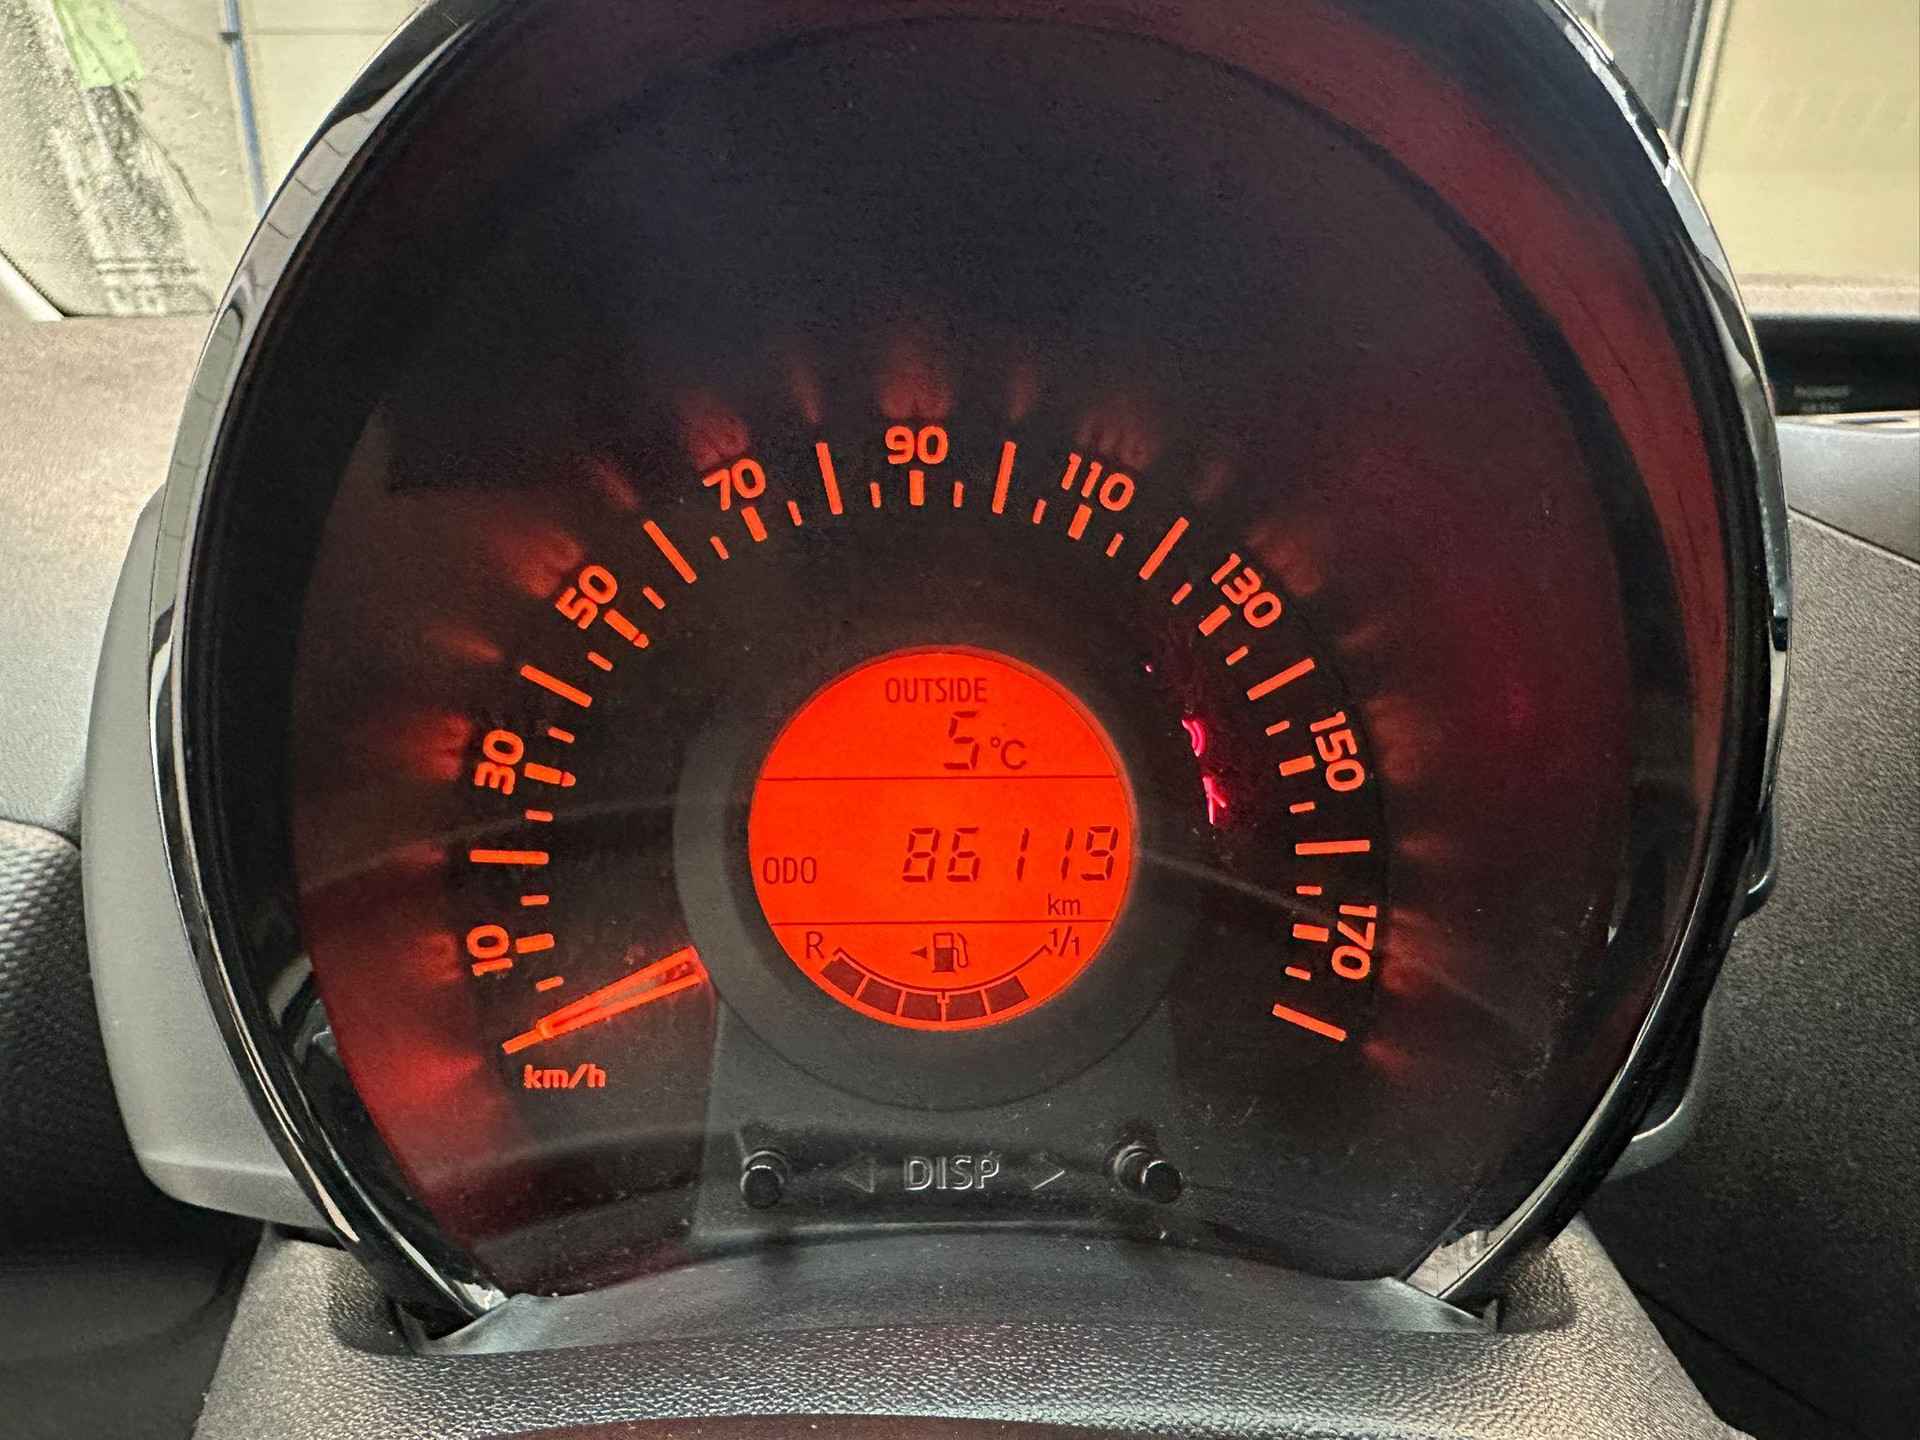 10
30
50
70
90
110
130
150
170
km/h
OUTSIDE
5 °C
ODO 86119
km
R 1/1
DISP